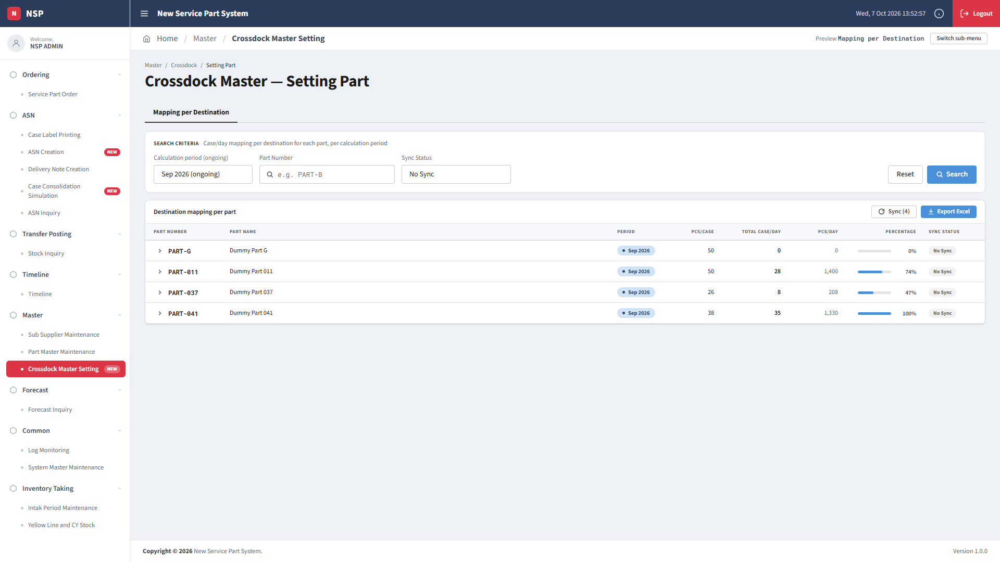 N NSP
New Service Part System
Wed, 7 Oct 2026 13:52:57
Logout
Welcome,
NSP ADMIN
Home / Master / Crossdock Master Setting
Preview Mapping per Destination
Switch sub-menu
Ordering
Service Part Order
ASN
Case Label Printing
ASN Creation NEW
Delivery Note Creation
Case Consolidation
Simulation NEW
ASN Inquiry
Transfer Posting
Stock Inquiry
Timeline
Timeline
Master
Sub Supplier Maintenance
Part Master Maintenance
Crossdock Master Setting NEW
Forecast
Forecast Inquiry
Common
Log Monitoring
System Master Maintenance
Inventory Taking
Intak Period Maintenance
Yellow Line and CY Stock
Master / Crossdock / Setting Part
Crossdock Master — Setting Part
Mapping per Destination
SEARCH CRITERIA Case/day mapping per destination for each part, per calculation period
Calculation period (ongoing) Part Number Sync Status
Sep 2026 (ongoing) e.g. PART-B No Sync Reset Search
Destination mapping per part Sync (4) Export Excel
PART NUMBER PART NAME PERIOD PCS/CASE TOTAL CASE/DAY PCS/DAY PERCENTAGE SYNC STATUS
PART-G Dummy Part G Sep 2026 50 0 0 0% No Sync
PART-011 Dummy Part 011 Sep 2026 50 28 1,400 74% No Sync
PART-037 Dummy Part 037 Sep 2026 26 8 208 47% No Sync
PART-041 Dummy Part 041 Sep 2026 38 35 1,330 100% No Sync
Copyright © 2026 New Service Part System.
Version 1.0.0